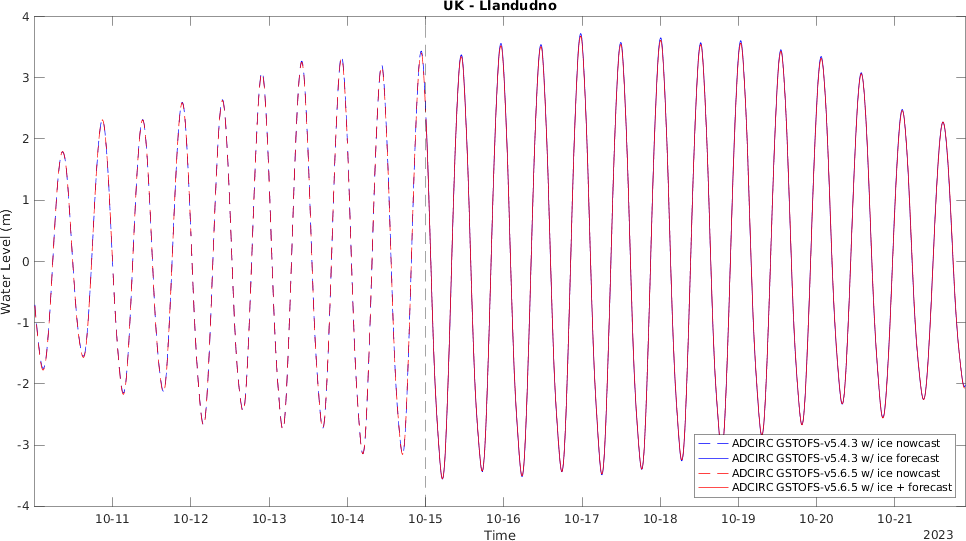 UK - Llandudno
4
3
2
1
0
-1
-2
-3
-4
Water Level (m)
ADCIRC GSTOFS-v5.4.3 w/ ice nowcast
ADCIRC GSTOFS-v5.4.3 w/ ice forecast
ADCIRC GSTOFS-v5.6.5 w/ ice nowcast
ADCIRC GSTOFS-v5.6.5 w/ ice + forecast
10-11 10-12 10-13 10-14 10-15 10-16 10-17 10-18 10-19 10-20 10-21
Time
2023